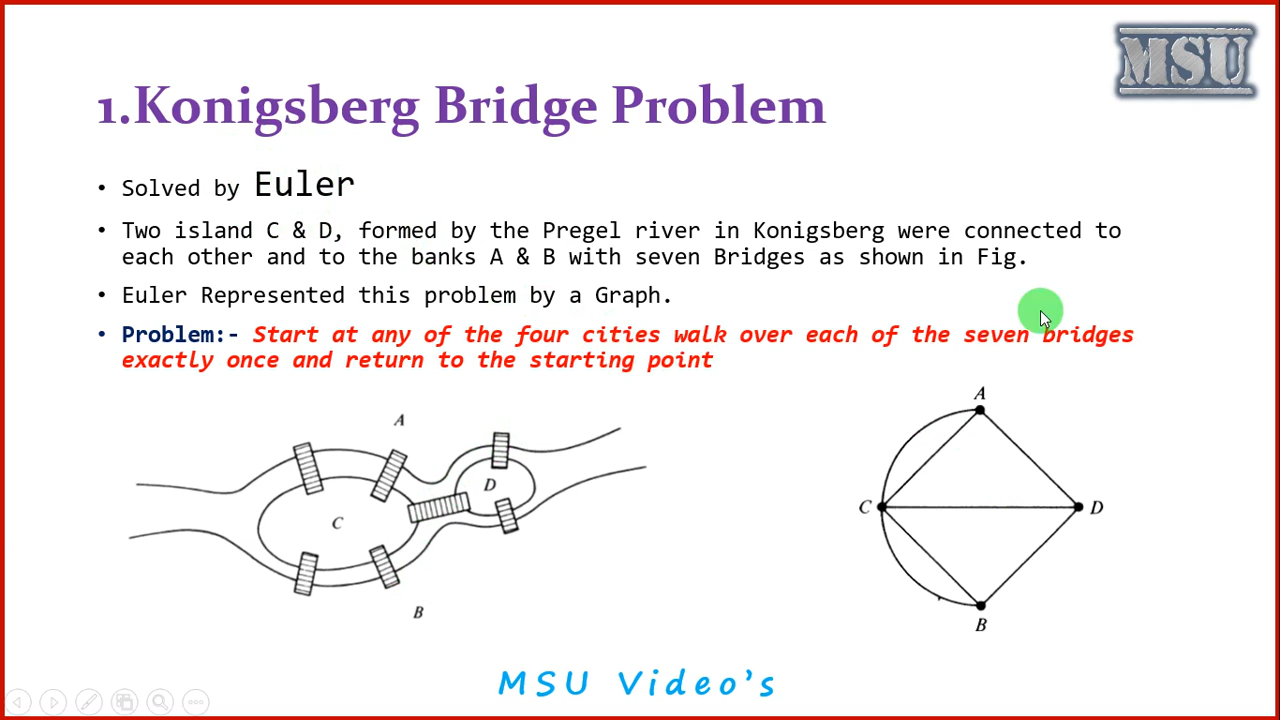 MSU
1.Konigsberg Bridge Problem
• Solved by Euler
• Two island C & D, formed by the Pregel river in Konigsberg were connected to
each other and to the banks A & B with seven Bridges as shown in Fig.
• Euler Represented this problem by a Graph.
• Problem:- Start at any of the four cities walk over each of the seven bridges
exactly once and return to the starting point
A
D
C
B
A
C
D
B
MSU Video's